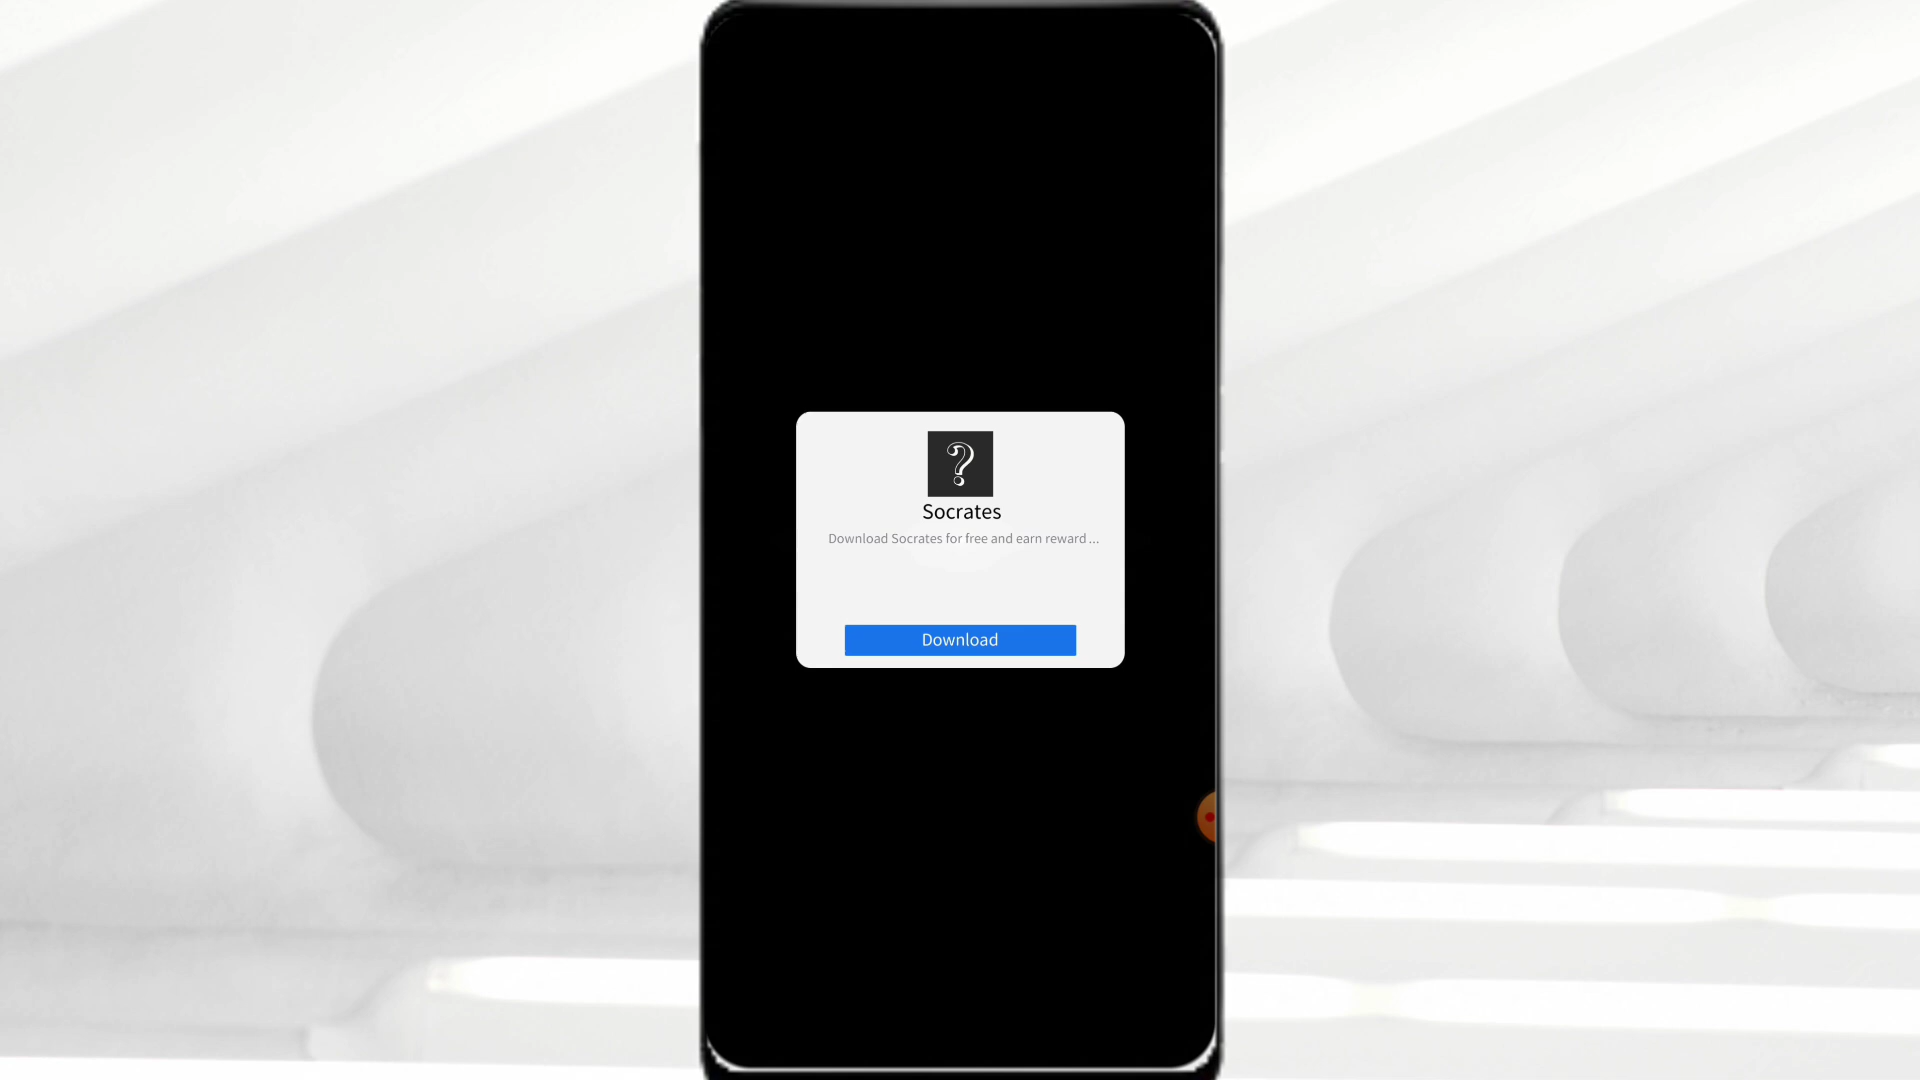 ?
Socrates
Download Socrates for free and earn reward ...
Download